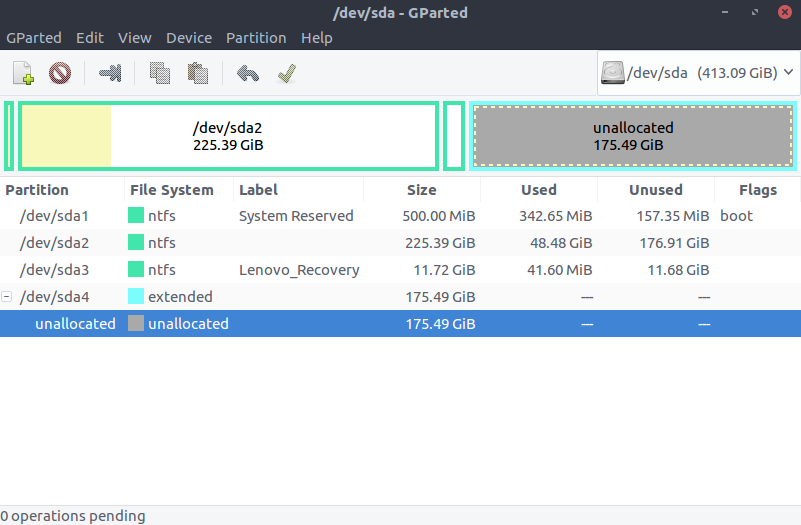 /dev/sda - GParted
GParted Edit View Device Partition Help
/dev/sda (413.09 GiB)
/dev/sda2
225.39 GiB
unallocated
175.49 GiB
Partition File System Label Size Used Unused Flags
/dev/sda1 ntfs System Reserved 500.00 MiB 342.65 MiB 157.35 MiB boot
/dev/sda2 ntfs 225.39 GiB 48.48 GiB 176.91 GiB
/dev/sda3 ntfs Lenovo_Recovery 11.72 GiB 41.60 MiB 11.68 GiB
/dev/sda4 extended 175.49 GiB --- ---
unallocated unallocated 175.49 GiB --- ---
0 operations pending